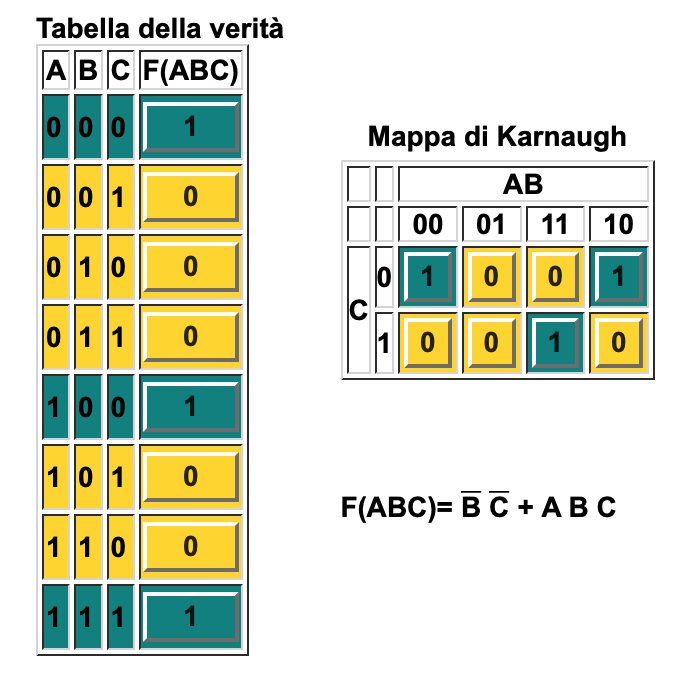 Tabella della verità
A B C F(ABC)
0 0 0 1
0 0 1 0
0 1 0 0
0 1 1 0
1 0 0 1
1 0 1 0
1 1 0 0
1 1 1 1
Mappa di Karnaugh
AB
00 01 11 10
C
0 1 0 0 1
1 0 0 1 0
F(ABC)= B̅ C̅ + A B C